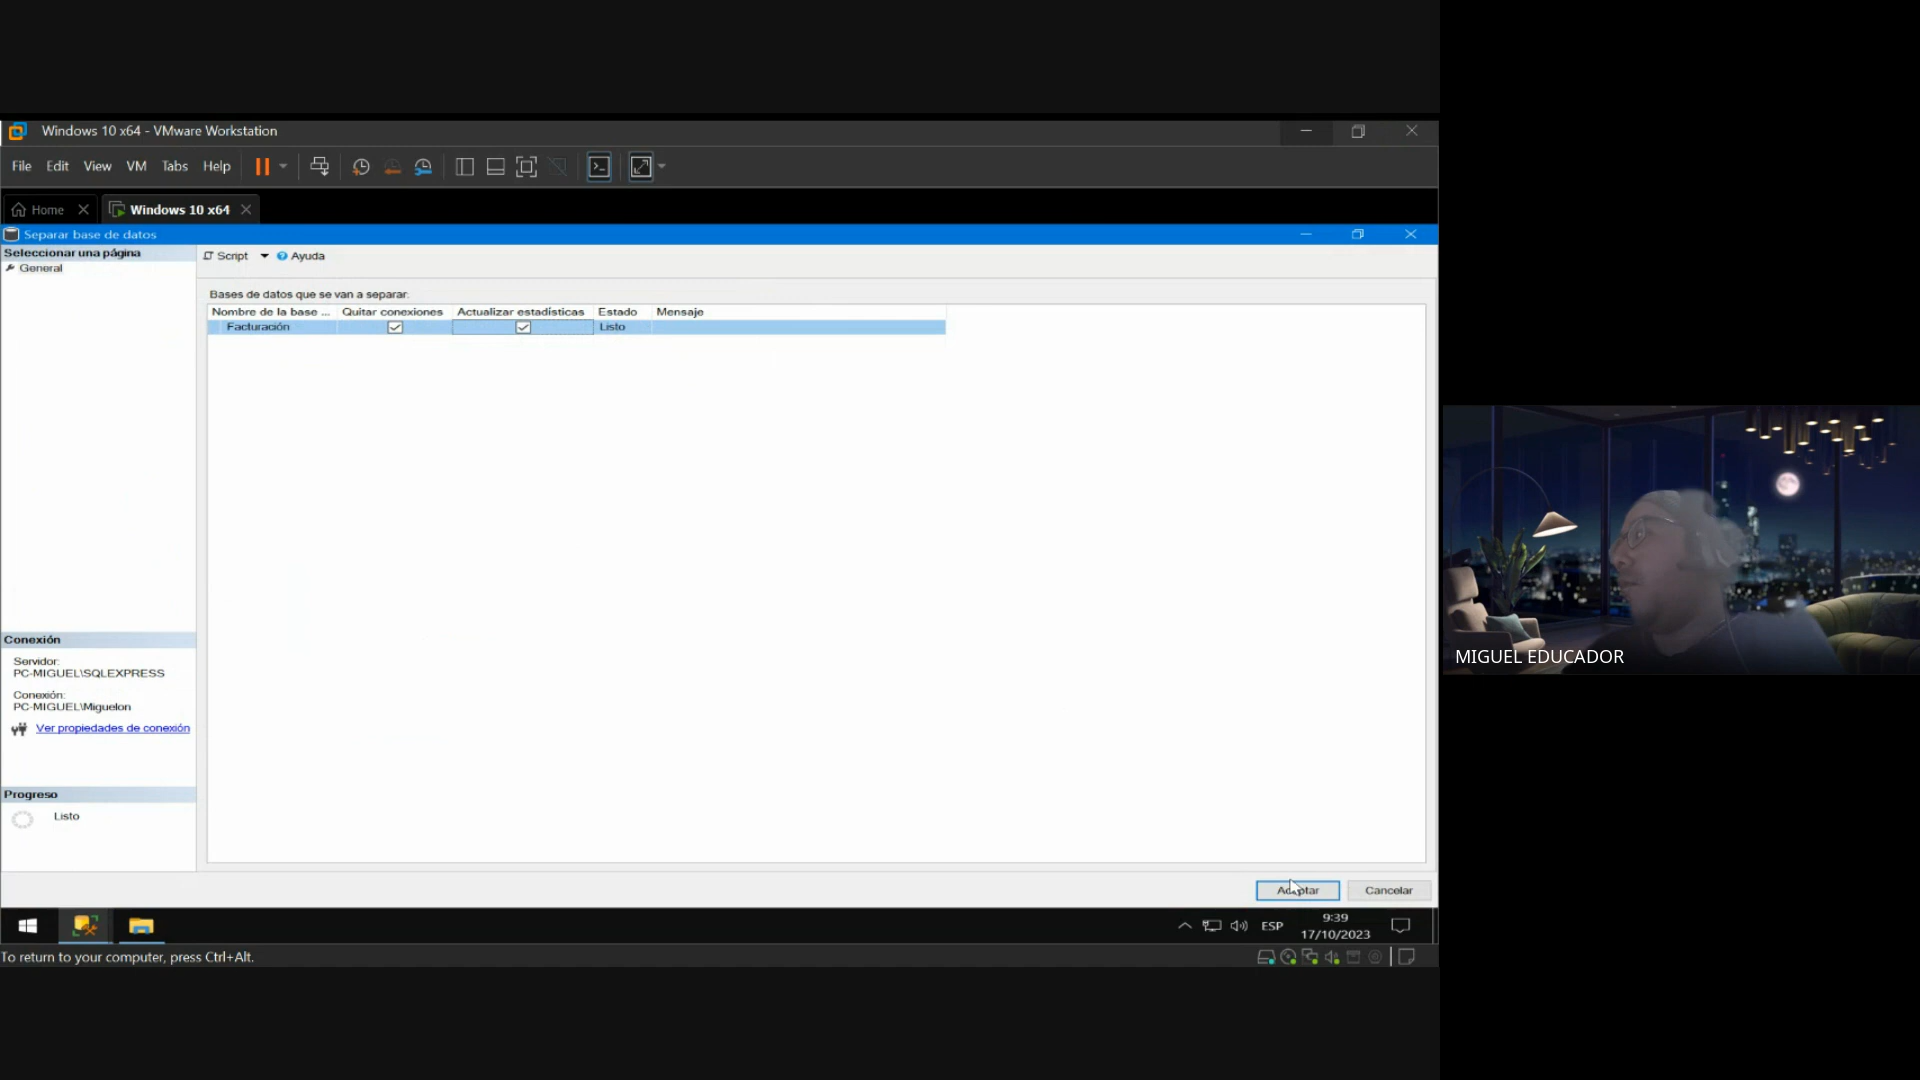 Windows 10 x64 - VMware Workstation
File Edit View VM Tabs Help
Home Windows 10 x64
Separar base de datos
Seleccionar una página
General
Script Ayuda
Bases de datos que se van a separar:
Nombre de la base ... Quitar conexiones Actualizar estadísticas Estado Mensaje
Facturación Listo
Conexión
Servidor:
PC-MIGUEL\SQLEXPRESS
Conexión:
PC-MIGUEL\Miguelon
Ver propiedades de conexión
Progreso
Listo
Aceptar Cancelar
ESP
9:39
17/10/2023
To return to your computer, press Ctrl+Alt.
MIGUEL EDUCADOR